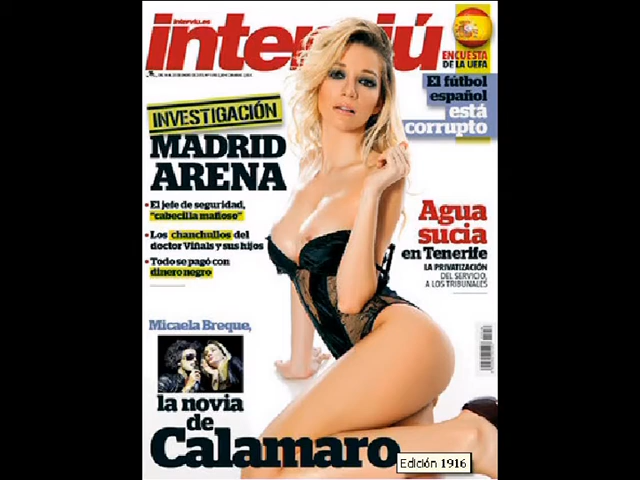 interviu.es
interviú
ENCUESTA
DE LA UEFA
El fútbol
español
está
corrupto
INVESTIGACIÓN
MADRID
ARENA
• El jefe de seguridad,
"cabecilla mafioso"
• Los chanchullos del
doctor Viñals y sus hijos
• Todo se pagó con
dinero negro
Agua
sucia
en Tenerife
LA PRIVATIZACIÓN
DEL SERVICIO,
A LOS TRIBUNALES
Micaela Breque,
la novia
de
Calamaro
Edición 1916